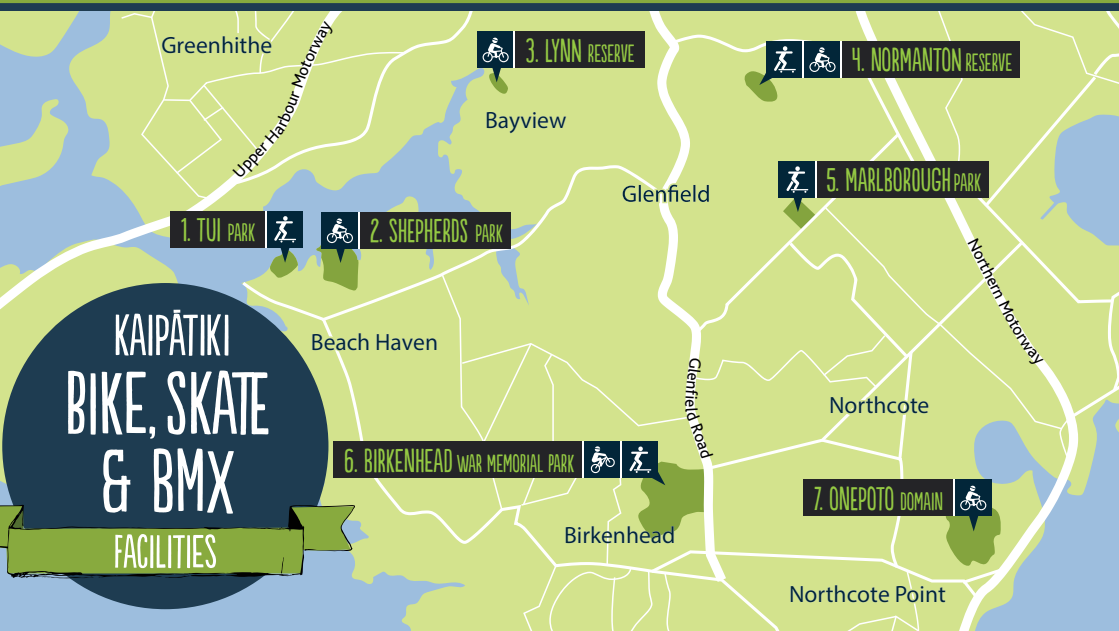 Greenhithe
Upper Harbour Motorway
3. LYNN RESERVE
4. NORMANTON RESERVE
Bayview
5. MARLBOROUGH PARK
Glenfield
1. TUI PARK
2. SHEPHERDS PARK
Northern Motorway
KAIPĀTIKI
BIKE, SKATE
& BMX
FACILITIES
Beach Haven
Glenfield Road
Northcote
6. BIRKENHEAD WAR MEMORIAL PARK
7. ONEPOTO DOMAIN
Birkenhead
Northcote Point